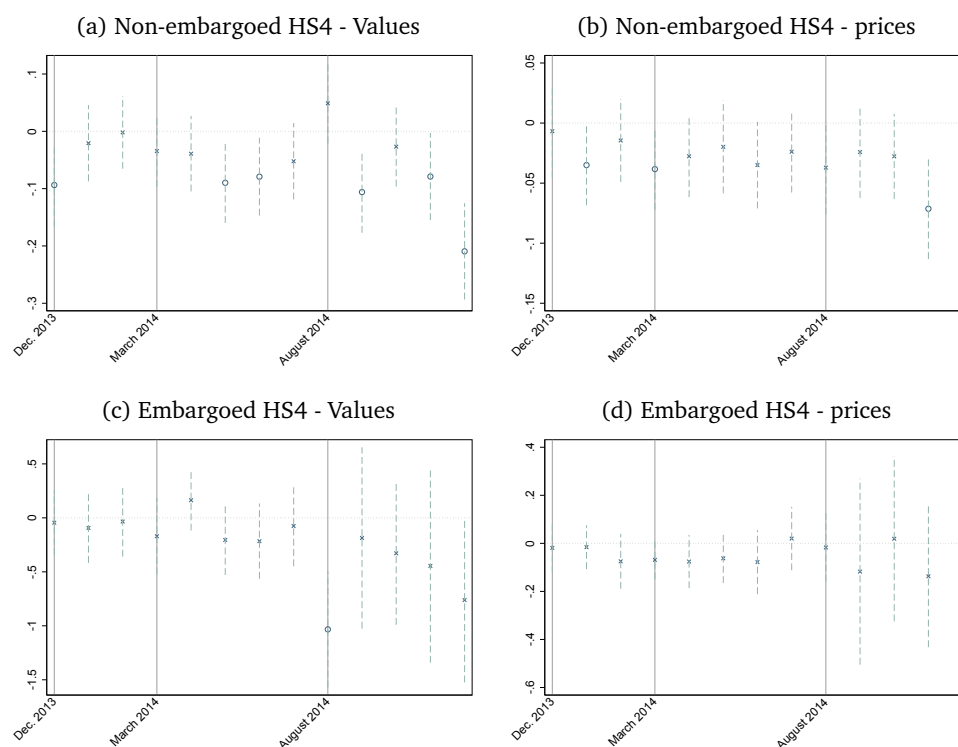 (a) Non-embargoed HS4 - Values
.1
0
-.1
-.2
-.3
Dec. 2013
March 2014
August 2014
(b) Non-embargoed HS4 - prices
.05
0
-.05
-.1
-.15
Dec. 2013
March 2014
August 2014
(c) Embargoed HS4 - Values
.5
0
-.5
-1
-1.5
Dec. 2013
March 2014
August 2014
(d) Embargoed HS4 - prices
.4
.2
0
-.2
-.4
-.6
Dec. 2013
March 2014
August 2014